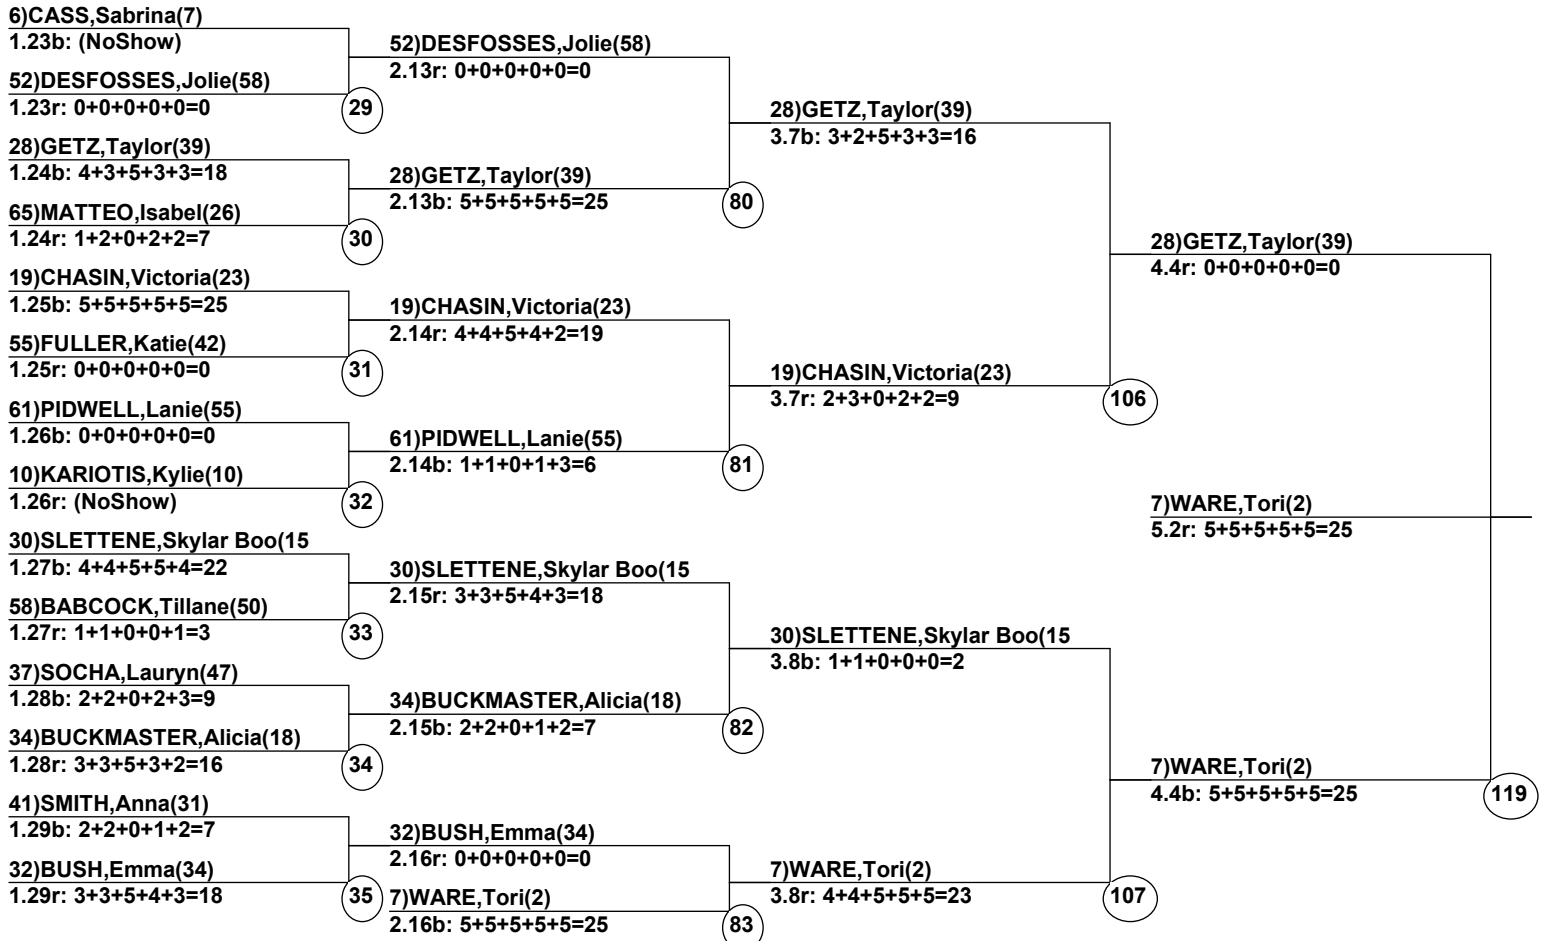 6)CASS,Sabrina(7)
1.23b: (NoShow)
52)DESFOSSES,Jolie(58)
1.23r: 0+0+0+0+0=0
29
28)GETZ,Taylor(39)
1.24b: 4+3+5+3+3=18
65)MATTEO,Isabel(26)
1.24r: 1+2+0+2+2=7
30
19)CHASIN,Victoria(23)
1.25b: 5+5+5+5+5=25
55)FULLER,Katie(42)
1.25r: 0+0+0+0+0=0
31
61)PIDWELL,Lanie(55)
1.26b: 0+0+0+0+0=0
10)KARIOTIS,Kylie(10)
1.26r: (NoShow)
32
30)SLETTENE,Skylar Boo(15
1.27b: 4+4+5+5+4=22
58)BABCOCK,Tillane(50)
1.27r: 1+1+0+0+1=3
33
37)SOCHA,Lauryn(47)
1.28b: 2+2+0+2+3=9
34)BUCKMASTER,Alicia(18)
1.28r: 3+3+5+3+2=16
34
41)SMITH,Anna(31)
1.29b: 2+2+0+1+2=7
32)BUSH,Emma(34)
1.29r: 3+3+5+4+3=18
35
52)DESFOSSES,Jolie(58)
2.13r: 0+0+0+0+0=0
28)GETZ,Taylor(39)
2.13b: 5+5+5+5+5=25
80
19)CHASIN,Victoria(23)
2.14r: 4+4+5+4+2=19
61)PIDWELL,Lanie(55)
2.14b: 1+1+0+1+3=6
81
30)SLETTENE,Skylar Boo(15
2.15r: 3+3+5+4+3=18
34)BUCKMASTER,Alicia(18)
2.15b: 2+2+0+1+2=7
82
32)BUSH,Emma(34)
2.16r: 0+0+0+0+0=0
7)WARE,Tori(2)
2.16b: 5+5+5+5+5=25
83
28)GETZ,Taylor(39)
3.7b: 3+2+5+3+3=16
19)CHASIN,Victoria(23)
3.7r: 2+3+0+2+2=9
106
30)SLETTENE,Skylar Boo(15
3.8b: 1+1+0+0+0=2
7)WARE,Tori(2)
3.8r: 4+4+5+5+5=23
107
28)GETZ,Taylor(39)
4.4r: 0+0+0+0+0=0
7)WARE,Tori(2)
5.2r: 5+5+5+5+5=25
7)WARE,Tori(2)
4.4b: 5+5+5+5+5=25
119